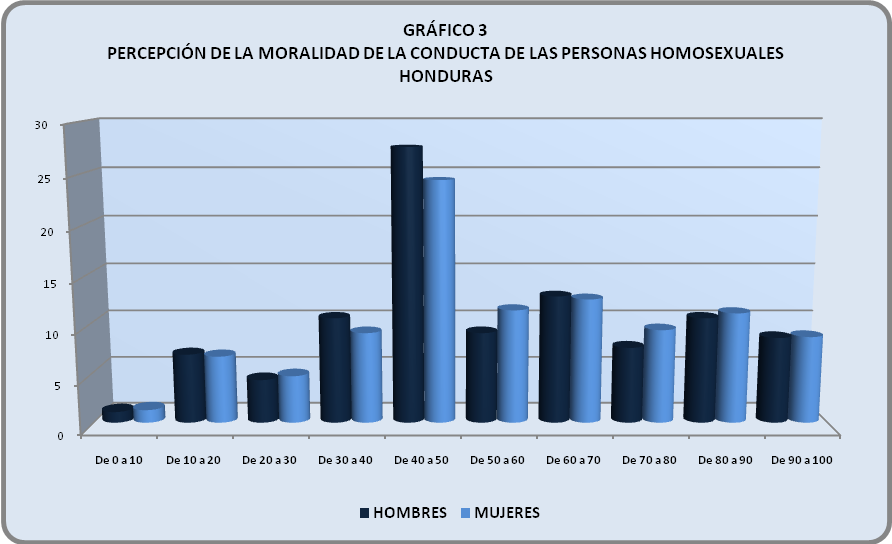 GRÁFICO 3
PERCEPCIÓN DE LA MORALIDAD DE LA CONDUCTA DE LAS PERSONAS HOMOSEXUALES
HONDURAS
30
25
20
15
10
5
0
De 0 a 10 De 10 a 20 De 20 a 30 De 30 a 40 De 40 a 50 De 50 a 60 De 60 a 70 De 70 a 80 De 80 a 90 De 90 a 100
HOMBRES MUJERES